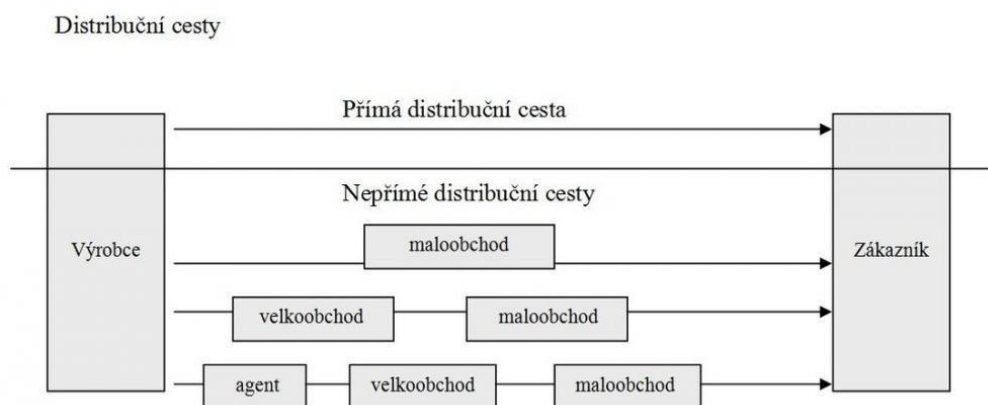 Distribuční cesty
Přímá distribuční cesta
Nepřímé distribuční cesty
Výrobce
maloobchod
Zákazník
velkoobchod
maloobchod
agent
velkoobchod
maloobchod